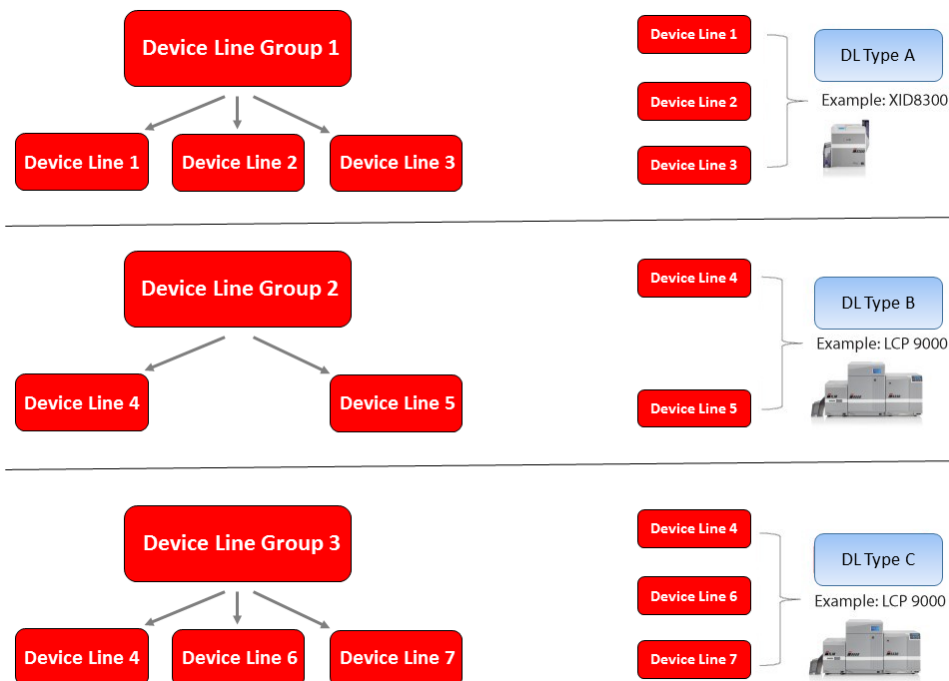 Device Line Group 1
Device Line 1
Device Line 2
Device Line 3
Device Line 1
Device Line 2
Device Line 3
DL Type A
Example: XID8300
Device Line Group 2
Device Line 4
Device Line 5
Device Line 4
Device Line 5
DL Type B
Example: LCP 9000
Device Line Group 3
Device Line 4
Device Line 6
Device Line 7
Device Line 4
Device Line 6
Device Line 7
DL Type C
Example: LCP 9000